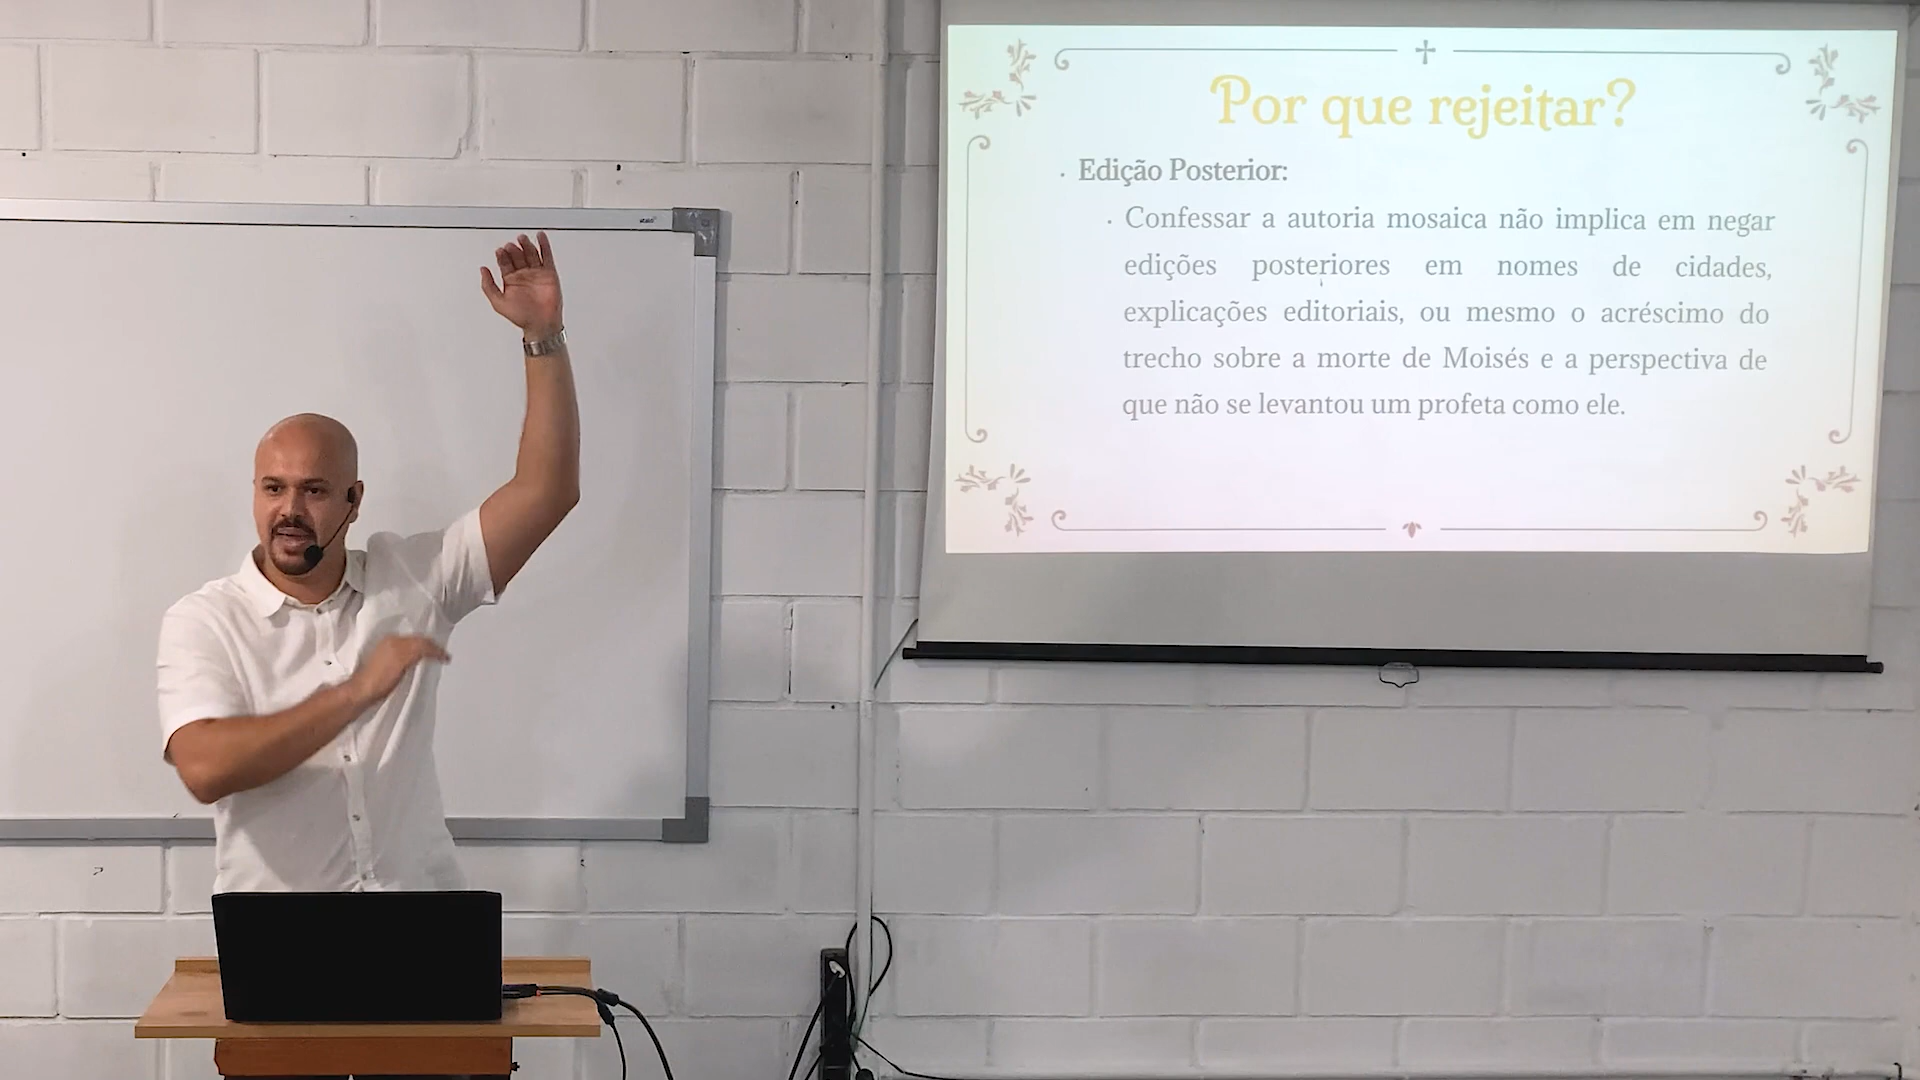 Por que rejeitar?
Edição Posterior:
Confessar a autoria mosaica não implica em negar
edições posteriores em nomes de cidades,
explicações editoriais, ou mesmo o acréscimo do
trecho sobre a morte de Moisés e a perspectiva de
que não se levantou um profeta como ele.